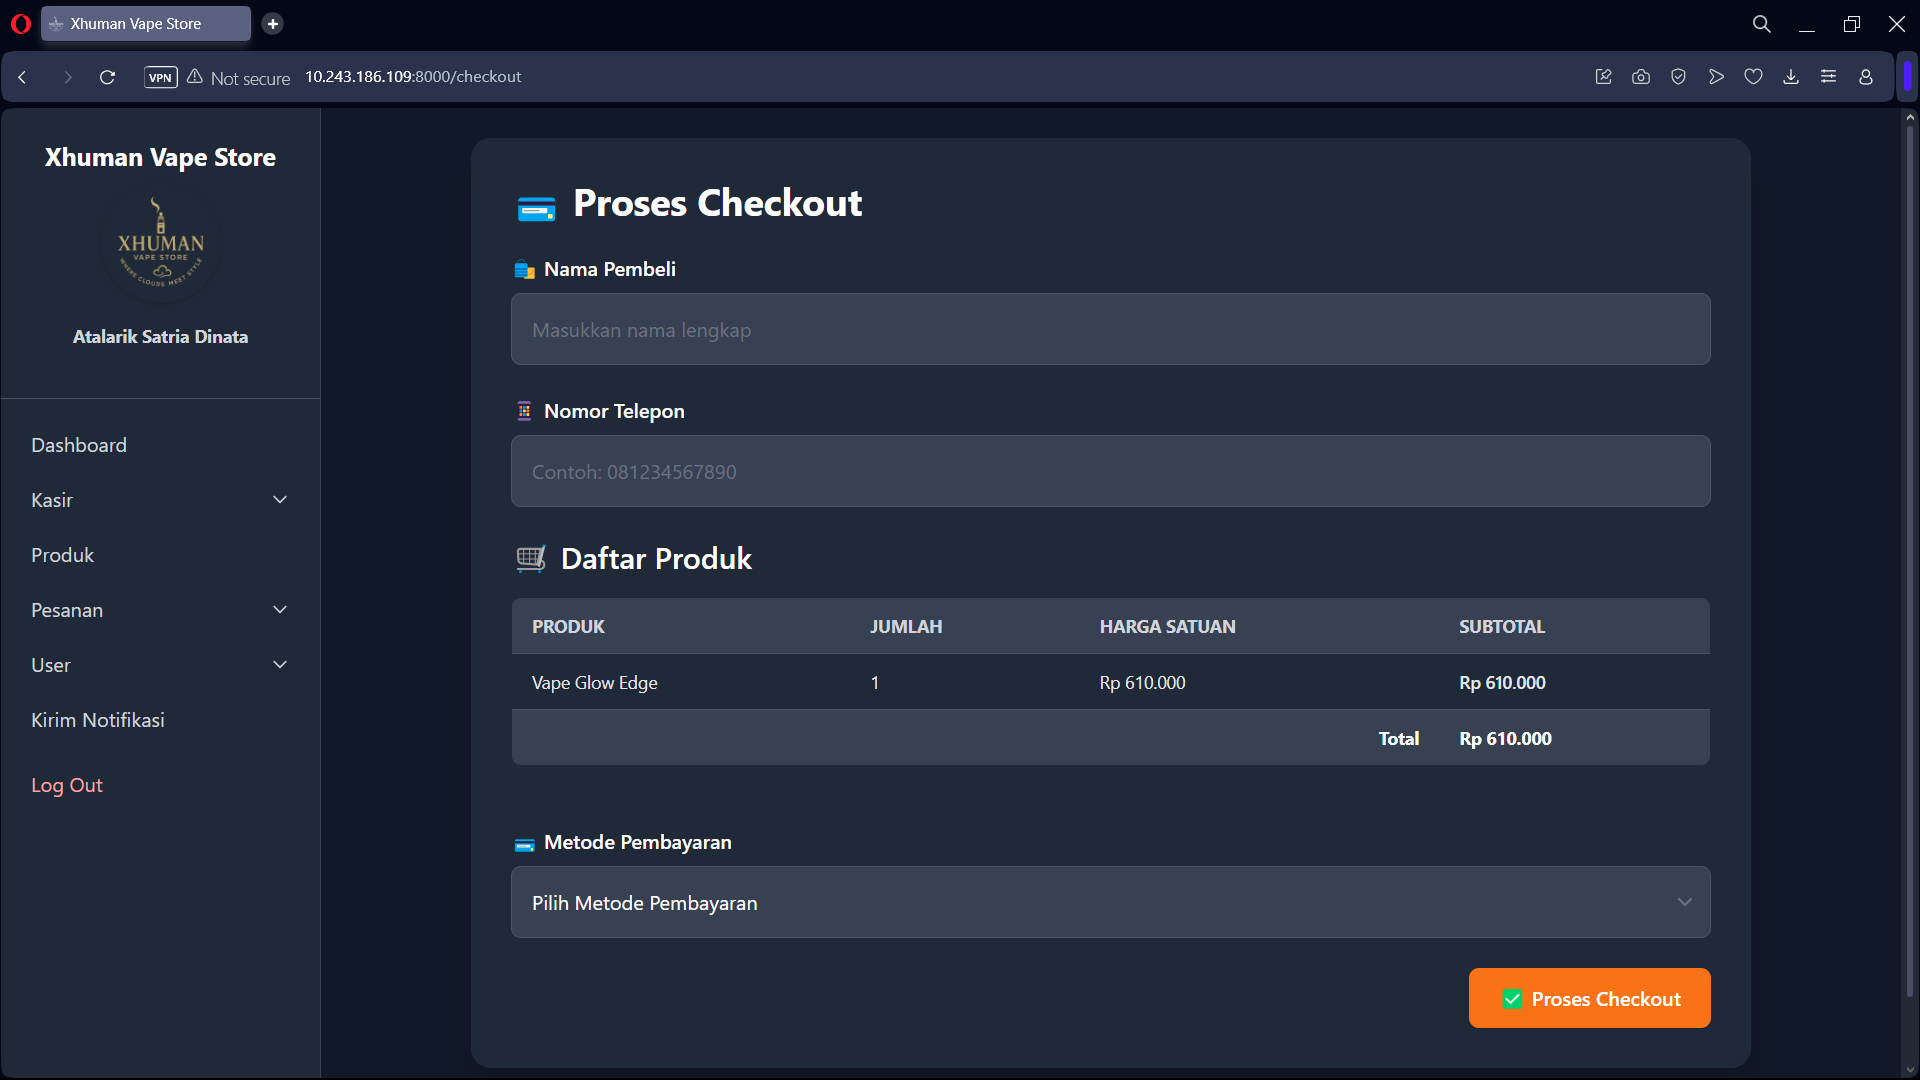 Xhuman Vape Store
VPN
Not secure
10.243.186.109:8000/checkout
Xhuman Vape Store
XHUMAN
VAPE STORE
WHERE CLOUDS MEET STYLE
Atalarik Satria Dinata
Dashboard
Kasir
Produk
Pesanan
User
Kirim Notifikasi
Log Out
Proses Checkout
Nama Pembeli
Masukkan nama lengkap
Nomor Telepon
Contoh: 081234567890
Daftar Produk
PRODUK JUMLAH HARGA SATUAN SUBTOTAL
Vape Glow Edge 1 Rp 610.000 Rp 610.000
Total Rp 610.000
Metode Pembayaran
Pilih Metode Pembayaran
Proses Checkout